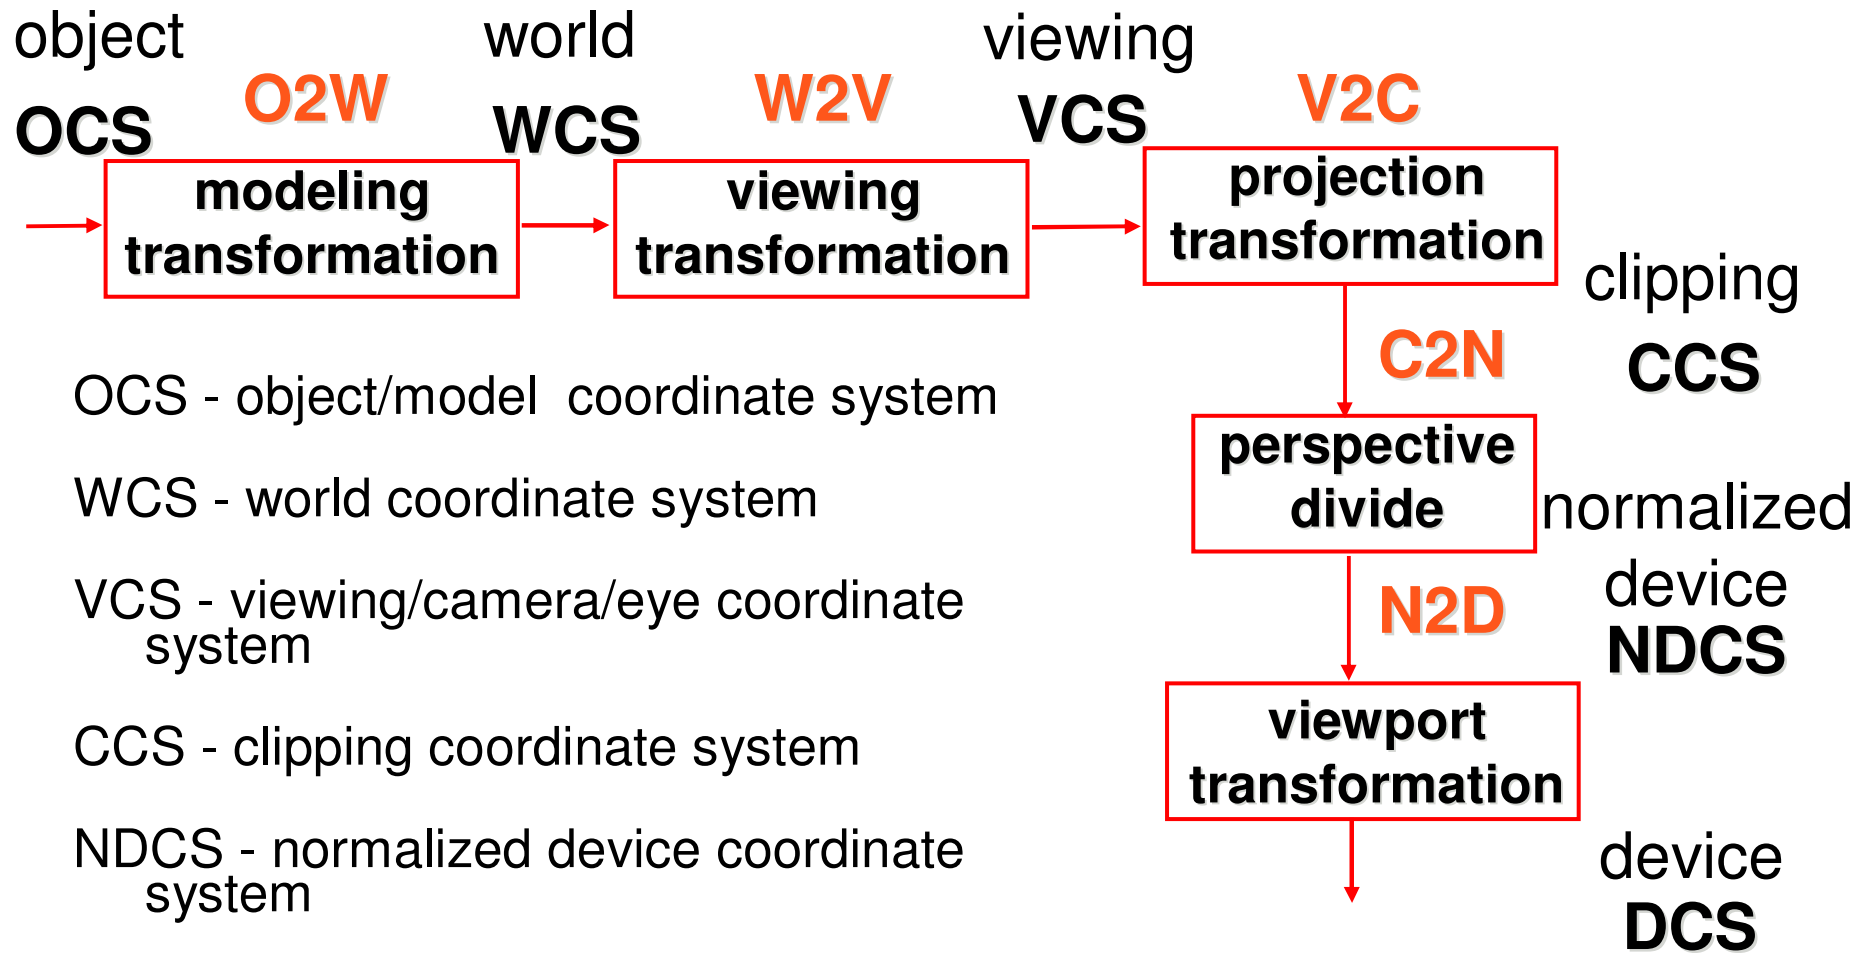 object
world
viewing
O2W
W2V
V2C
OCS
WCS
VCS
modeling
transformation
viewing
transformation
projection
transformation
clipping
CCS
C2N
OCS - object/model  coordinate system
WCS - world coordinate system
VCS - viewing/camera/eye coordinate
system
CCS - clipping coordinate system
NDCS - normalized device coordinate
system
perspective
divide
normalized
device
NDCS
N2D
viewport
transformation
device
DCS